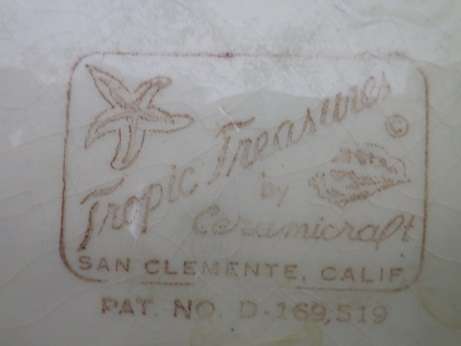 Tropic Treasures ©
by
Ceramicraft
SAN CLEMENTE, CALIF.
PAT. NO. D-169,519